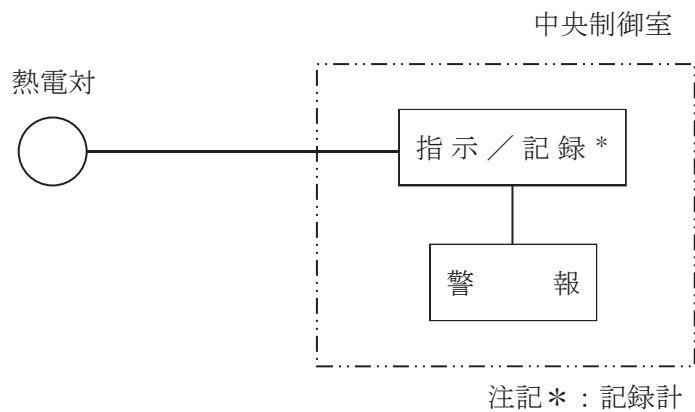 中央制御室
熱電対
指示／記録*
警報
注記＊：記録計